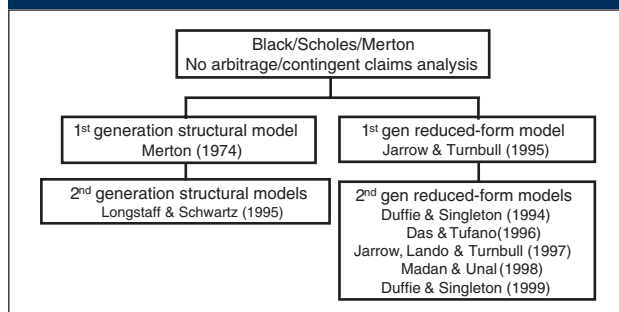 Black/Scholes/Merton
No arbitrage/contingent claims analysis
1st generation structural model
Merton (1974)
1st gen reduced-form model
Jarrow & Turnbull (1995)
2nd generation structural models
Longstaff & Schwartz (1995)
2nd gen reduced-form models
Duffie & Singleton (1994)
Das & Tufano(1996)
Jarrow, Lando & Turnbull (1997)
Madan & Unal(1998)
Duffie & Singleton (1999)